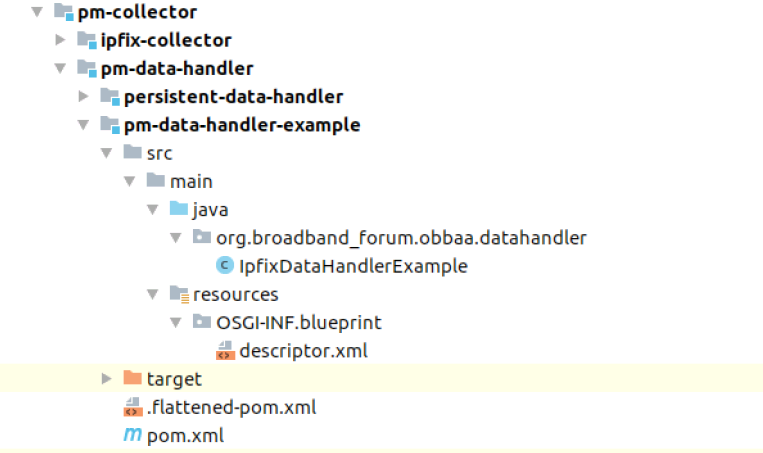 pm-collector
ipfix-collector
pm-data-handler
persistent-data-handler
pm-data-handler-example
src
main
java
org.broadband_forum.obbaa.datahandler
C IpfixDataHandlerExample
resources
OSGI-INF.blueprint
descriptor.xml
target
.flattened-pom.xml
m pom.xml